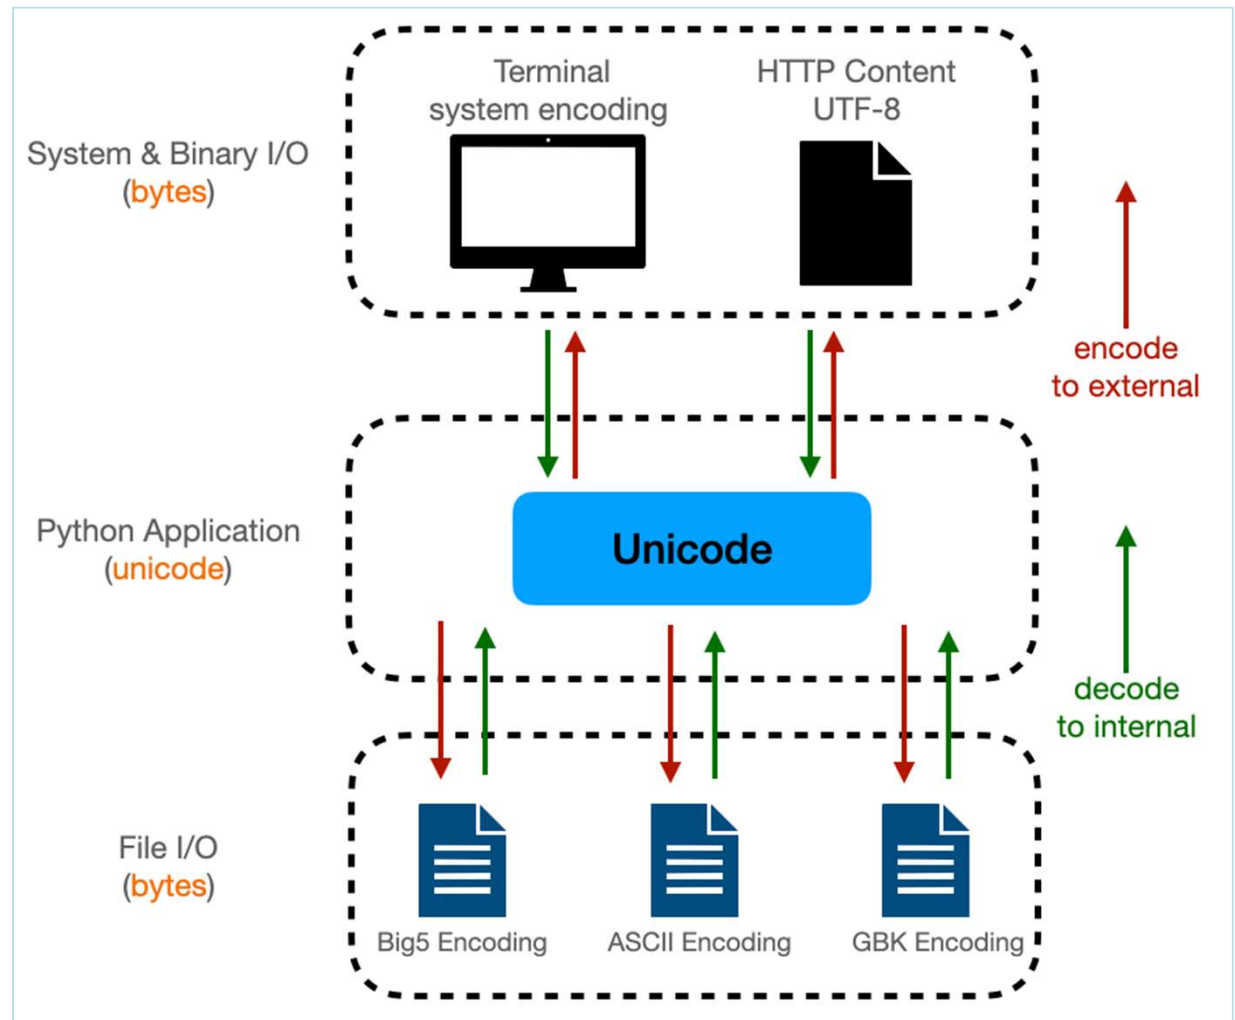 Terminal
system encoding
HTTP Content
UTF-8
System & Binary I/O
(bytes)
encode
to external
Python Application
(unicode)
Unicode
decode
to internal
File I/O
(bytes)
Big5 Encoding
ASCII Encoding
GBK Encoding